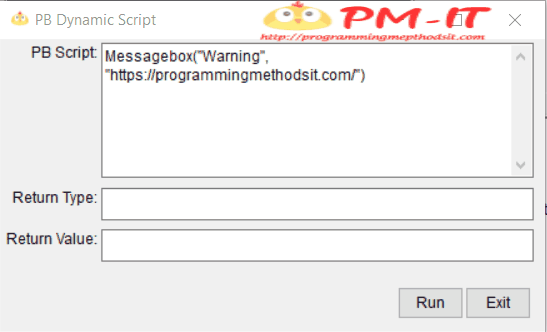 PB Dynamic Script
PM-IT
http://programmingmepthodsit.com/
PB Script:
Messagebox("Warning",
"https://programmingmethodsit.com/")
Return Type:
Return Value:
Run
Exit